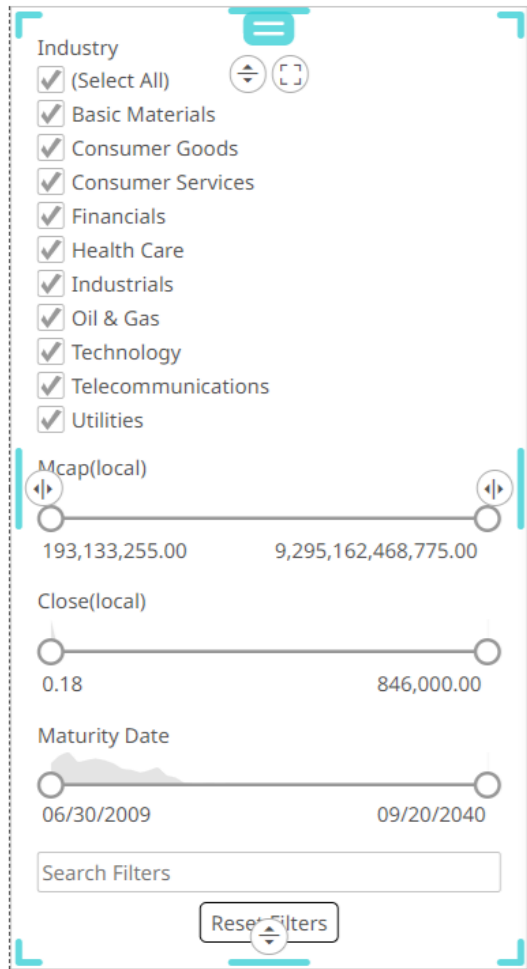 Industry
(Select All)
Basic Materials
Consumer Goods
Consumer Services
Financials
Health Care
Industrials
Oil & Gas
Technology
Telecommunications
Utilities
Mcap(local)
193,133,255.00 9,295,162,468,775.00
Close(local)
0.18 846,000.00
Maturity Date
06/30/2009 09/20/2040
Search Filters
Reset Filters